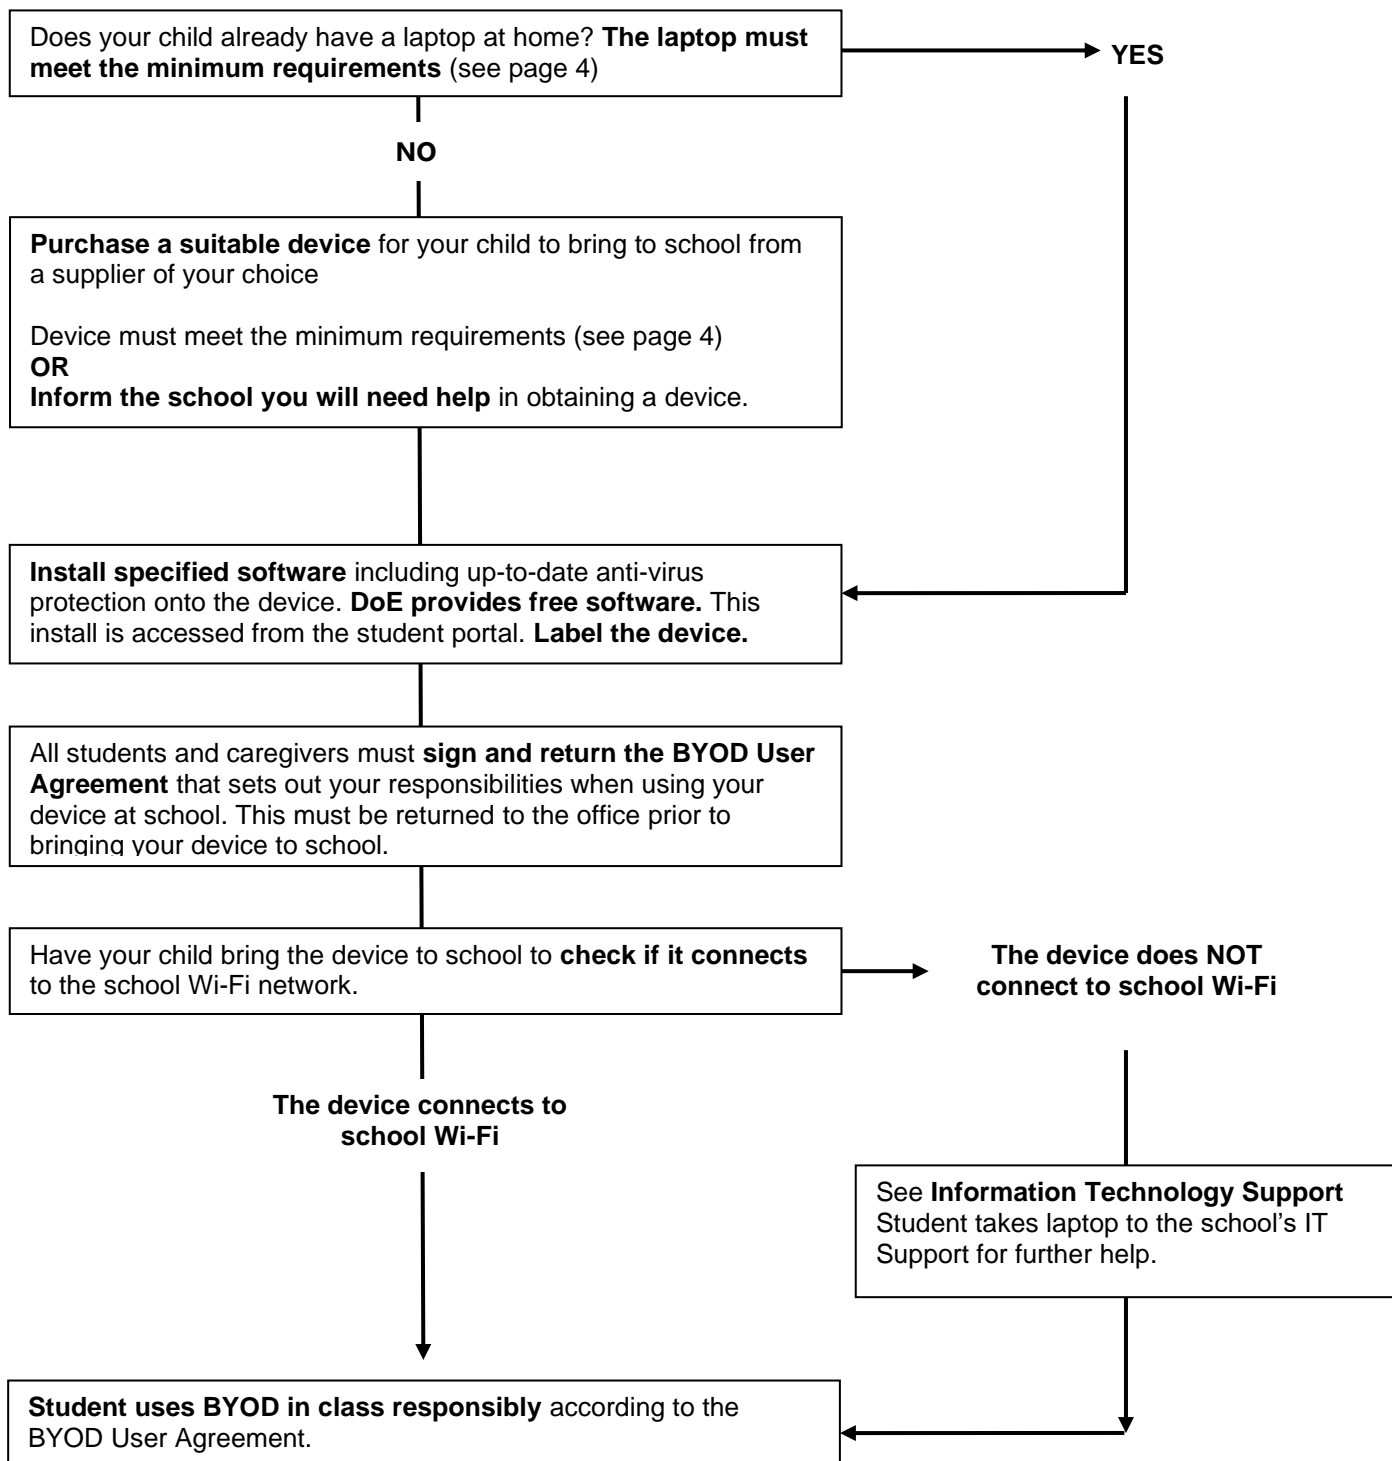 Does your child already have a laptop at home? The laptop must
meet the minimum requirements (see page 4)
YES
NO
Purchase a suitable device for your child to bring to school from
a supplier of your choice
Device must meet the minimum requirements (see page 4)
OR
Inform the school you will need help in obtaining a device.
Install specified software including up-to-date anti-virus
protection onto the device. DoE provides free software. This
install is accessed from the student portal. Label the device.
All students and caregivers must sign and return the BYOD User
Agreement that sets out your responsibilities when using your
device at school. This must be returned to the office prior to
bringing your device to school.
Have your child bring the device to school to check if it connects
to the school Wi-Fi network.
The device does NOT
connect to school Wi-Fi
The device connects to
school Wi-Fi
See Information Technology Support
Student takes laptop to the school’s IT
Support for further help.
Student uses BYOD in class responsibly according to the
BYOD User Agreement.